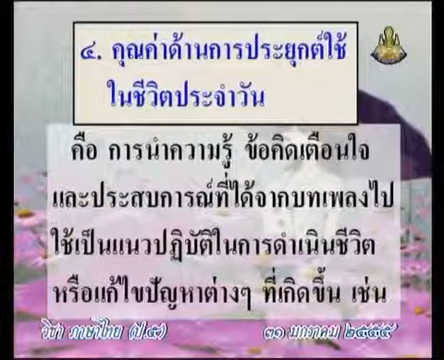 ๔. คุณค่าด้านการประยุกต์ใช้
ในชีวิตประจำวัน
คือ การนำความรู้ ข้อคิดเตือนใจ
และประสบการณ์ที่ได้จากบทเพลงไป
ใช้เป็นแนวปฏิบัติในการดำเนินชีวิต
หรือแก้ไขปัญหาต่างๆ ที่เกิดขึ้น เช่น
วิชา ภาษาไทย (ป.๕) ๓๑ มกราคม ๒๕๕๕